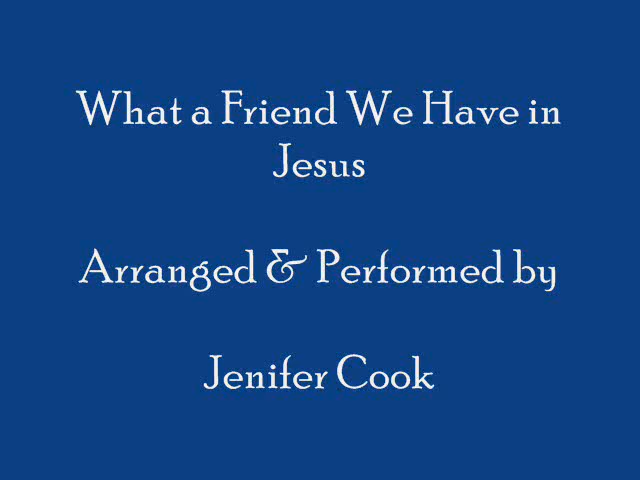 What a Friend We Have in
Jesus
Arranged & Performed by
Jenifer Cook